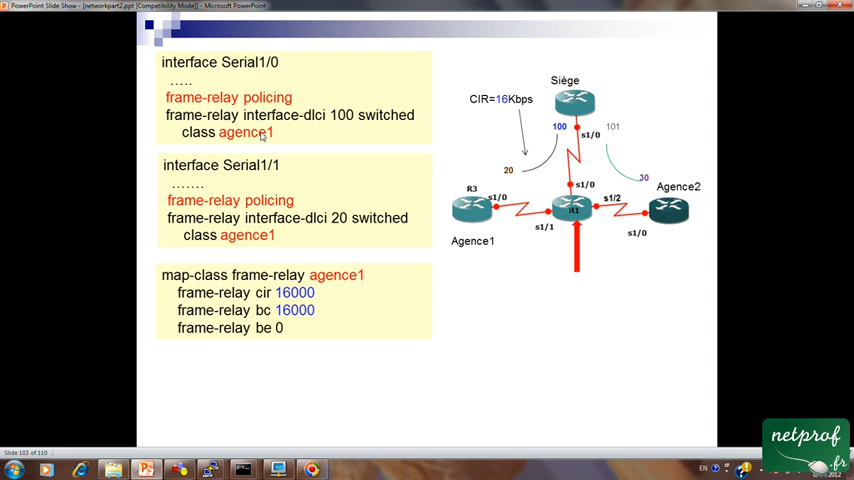 PowerPoint Slide Show - [networkpart2.ppt [Compatibility Mode]] - Microsoft PowerPoint
interface Serial1/0
.....
frame-relay policing
frame-relay interface-dlci 100 switched
class agence1
interface Serial1/1
.......
frame-relay policing
frame-relay interface-dlci 20 switched
class agence1
map-class frame-relay agence1
frame-relay cir 16000
frame-relay bc 16000
frame-relay be 0
Siège
CIR=16Kbps
100
101
s1/0
20
30
R3
s1/0
s1/0
s1/2
Agence2
R1
Agence1
s1/1
s1/0
netprof
.fr
Slide 103 of 110
EN